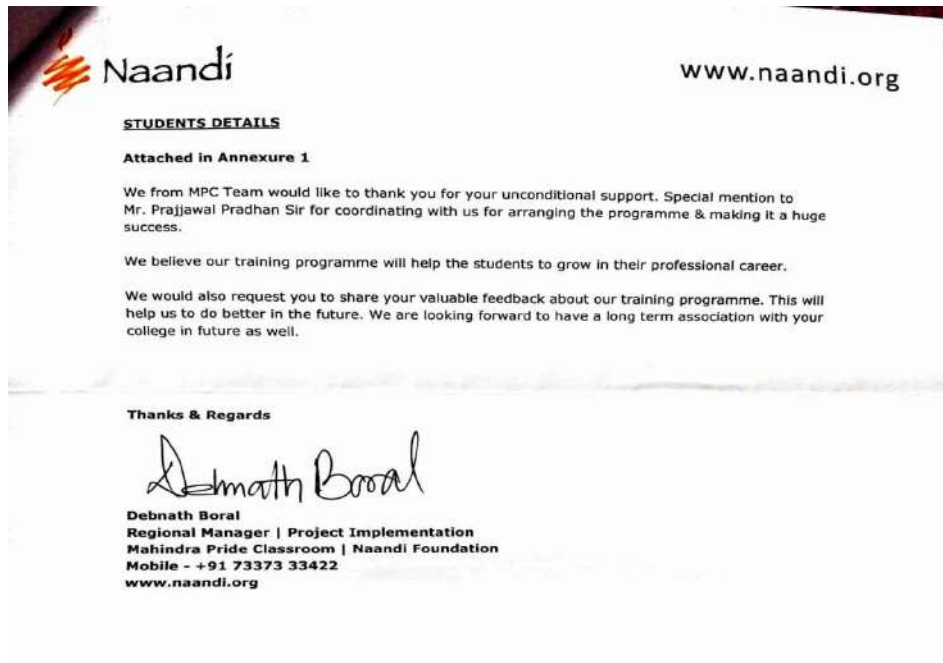 Naandi
www.naandi.org
STUDENTS DETAILS
Attached in Annexure 1
We from MPC Team would like to thank you for your unconditional support. Special mention to
Mr. Prajjawal Pradhan Sir for coordinating with us for arranging the programme & making it a huge
success.
We believe our training programme will help the students to grow in their professional career.
We would also request you to share your valuable feedback about our training programme. This will
help us to do better in the future. We are looking forward to have a long term association with your
college in future as well.
Thanks & Regards
Debnath Boral
Debnath Boral
Regional Manager | Project Implementation
Mahindra Pride Classroom | Naandi Foundation
Mobile - +91 73373 33422
www.naandi.org